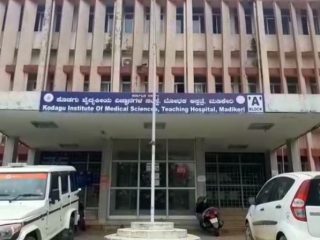 ಕೊಡಗು ವೈದ್ಯಕೀಯ ವಿಜ್ಞಾನಗಳ ಸಂಸ್ಥೆ, ಬೋಧಕ ಆಸ್ಪತ್ರೆ, ಮಡಿಕೇರಿ
Kodagu Institute Of Medical Sciences, Teaching Hospital, Madikeri
'A'
BLOCK